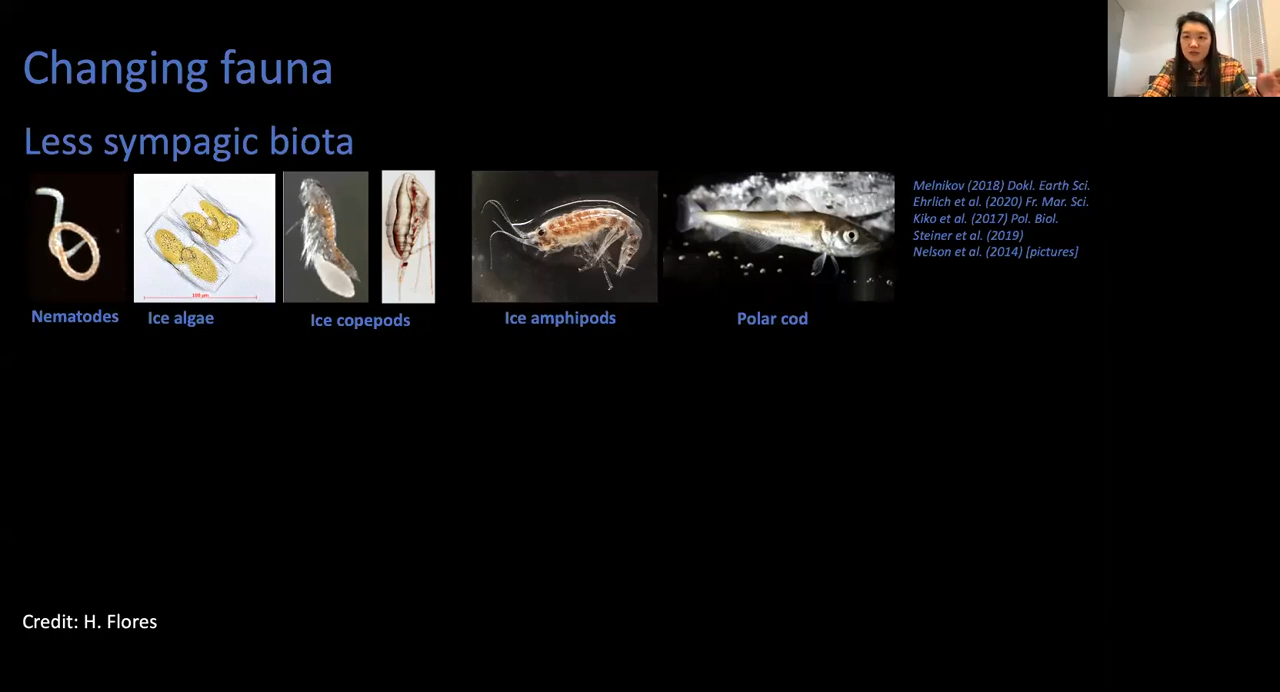 Changing fauna
Less sympagic biota
Melnikov (2018) Dokl. Earth Sci.
Ehrlich et al. (2020) Fr. Mar. Sci.
Kiko et al. (2017) Pol. Biol.
Steiner et al. (2019)
Nelson et al. (2014) [pictures]
100 µm
Nematodes
Ice algae
Ice copepods
Ice amphipods
Polar cod
Credit: H. Flores